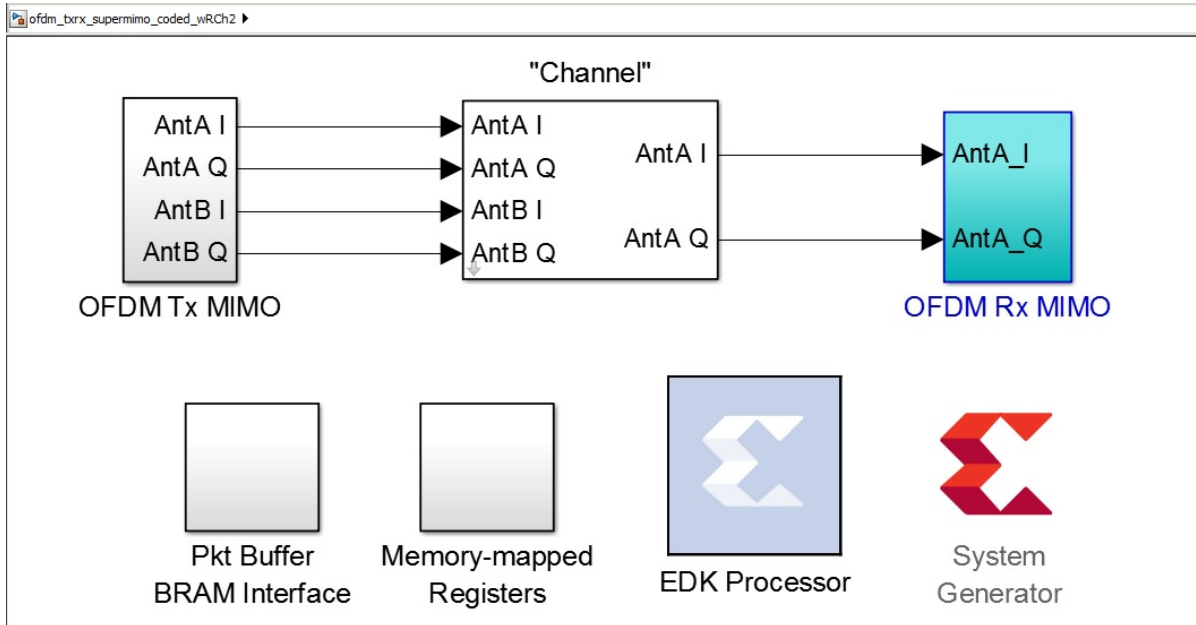 ofdm_txrx_supermimo_coded_wRCh2
"Channel"
AntA I
AntA Q
AntB I
AntB Q
OFDM Tx MIMO
AntA I
AntA Q
AntB I
AntB Q
AntA I
AntA Q
AntA_I
AntA_Q
OFDM Rx MIMO
Pkt Buffer
BRAM Interface
Memory-mapped
Registers
EDK Processor
System
Generator